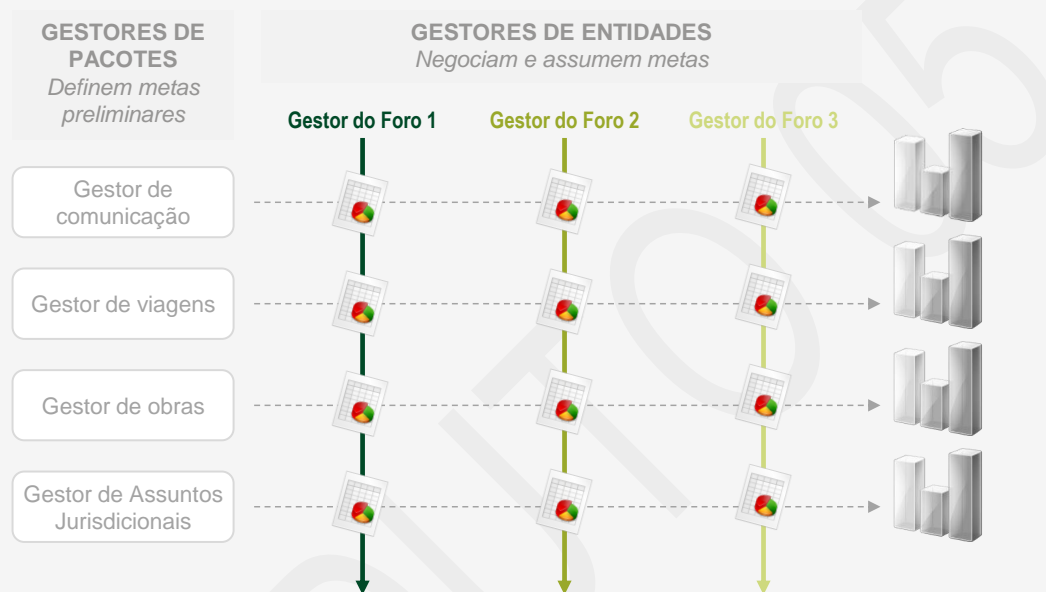 GESTORES DE
PACOTES
Definem metas
preliminares
GESTORES DE ENTIDADES
Negociam e assumem metas
Gestor do Foro 1
Gestor do Foro 2
Gestor do Foro 3
Gestor de
comunicação
Gestor de viagens
Gestor de obras
Gestor de Assuntos
Jurisdicionais